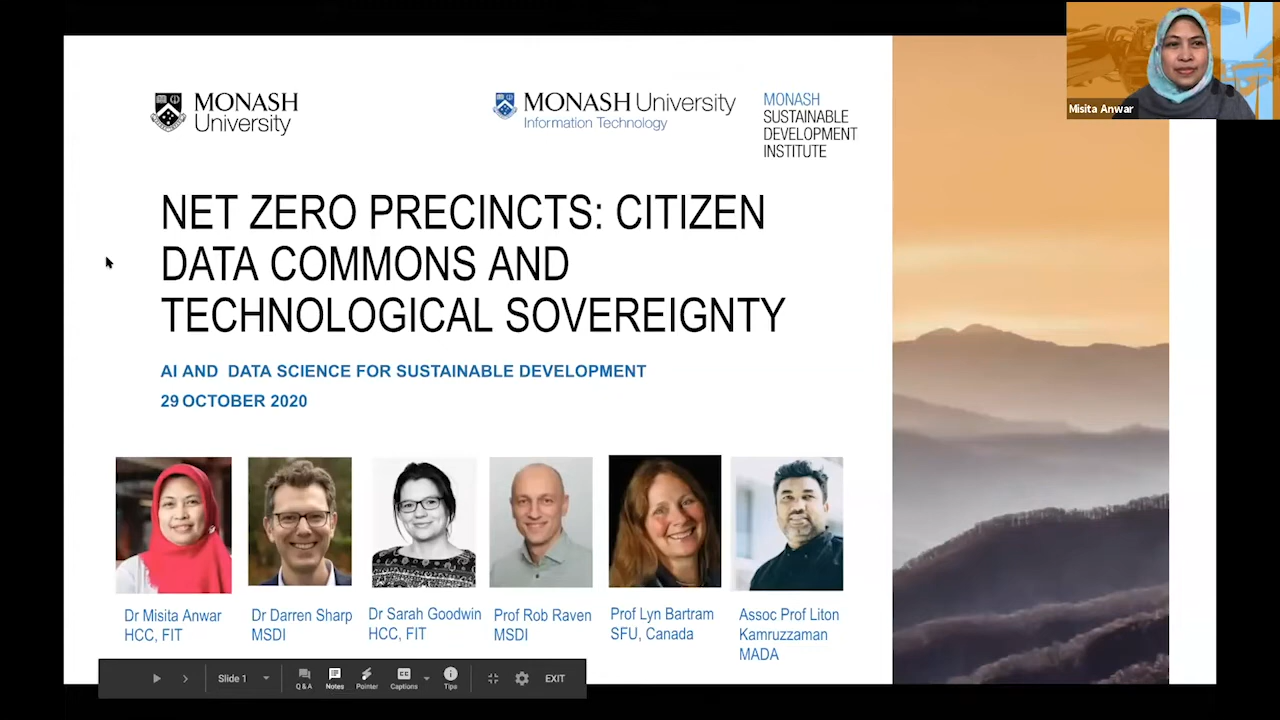 Misita Anwar
MONASH
University
MONASH University
Information Technology
MONASH
SUSTAINABLE
DEVELOPMENT
INSTITUTE
NET ZERO PRECINCTS: CITIZEN
DATA COMMONS AND
TECHNOLOGICAL SOVEREIGNTY
AI AND DATA SCIENCE FOR SUSTAINABLE DEVELOPMENT
29 OCTOBER 2020
Dr Misita Anwar
HCC, FIT
Dr Darren Sharp
MSDI
Dr Sarah Goodwin
HCC, FIT
Prof Rob Raven
MSDI
Prof Lyn Bartram
SFU, Canada
Assoc Prof Liton
Kamruzzaman
MADA
Slide 1
Q & A
Notes
Pointer
CC
Captions
Tips
EXIT